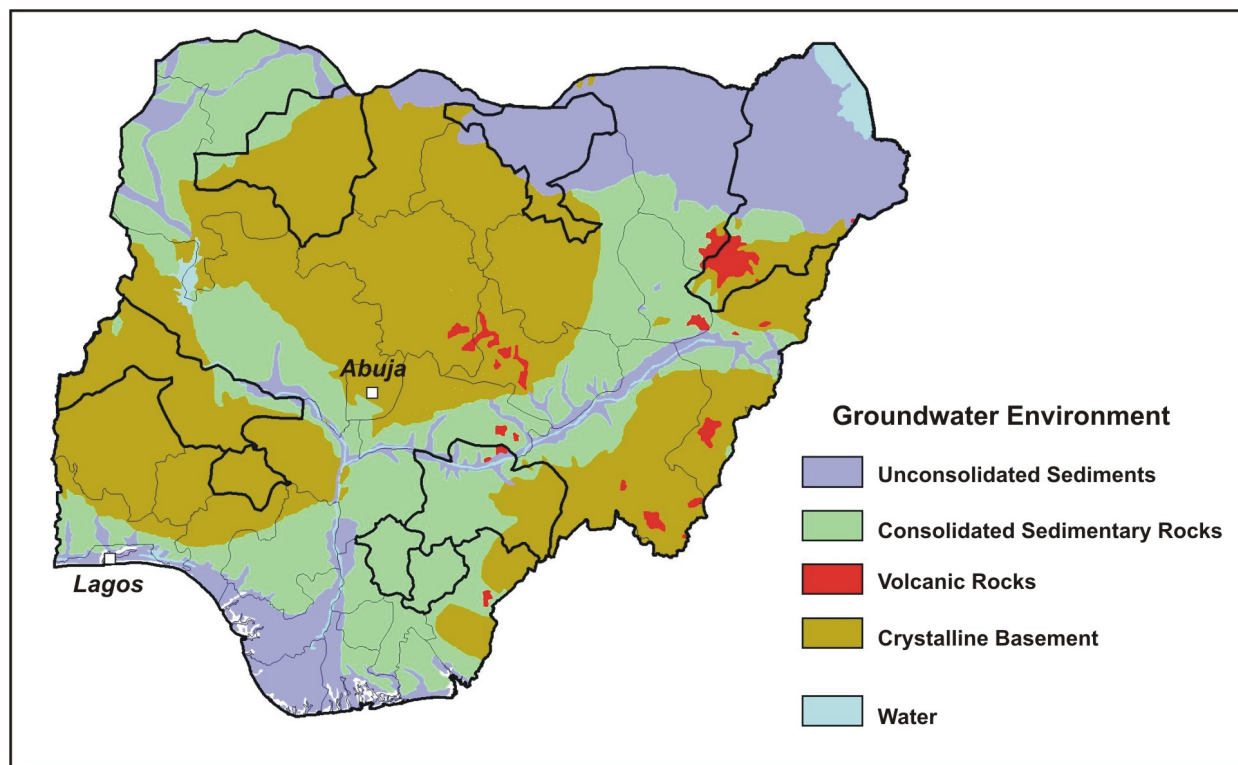 Abuja
Lagos
Groundwater Environment
Unconsolidated Sediments
Consolidated Sedimentary Rocks
Volcanic Rocks
Crystalline Basement
Water